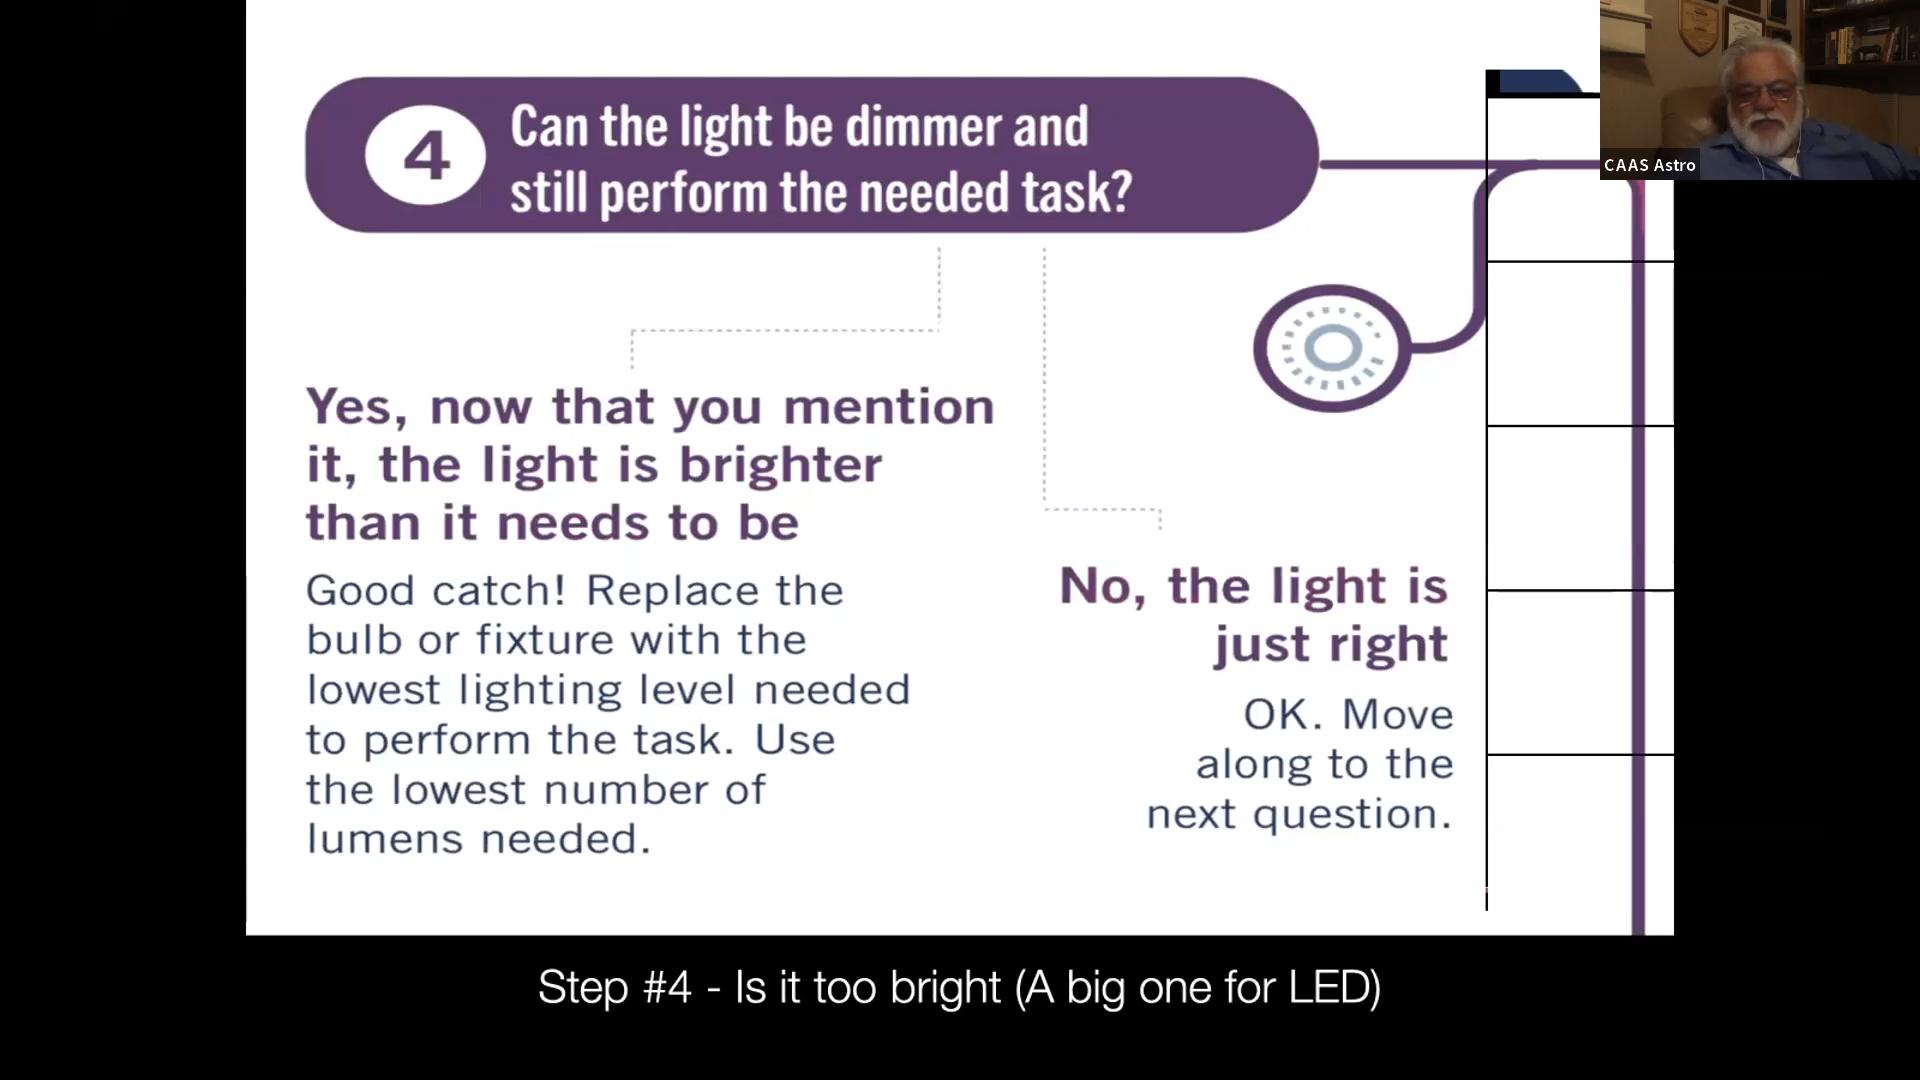 4
Can the light be dimmer and
still perform the needed task?
CAAS Astro
Yes, now that you mention
it, the light is brighter
than it needs to be
Good catch! Replace the
bulb or fixture with the
lowest lighting level needed
to perform the task. Use
the lowest number of
lumens needed.
No, the light is
just right
OK. Move
along to the
next question.
Step #4 - Is it too bright (A big one for LED)